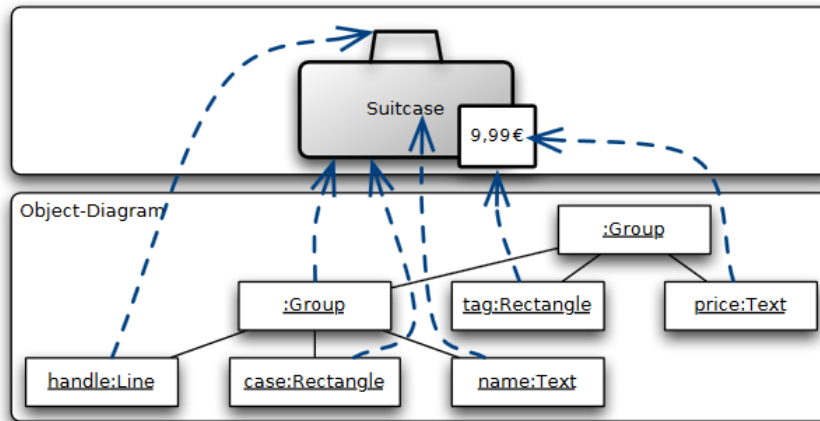 Suitcase
9,99€
Object-Diagram
:Group
:Group
tag:Rectangle
price:Text
handle:Line
case:Rectangle
name:Text